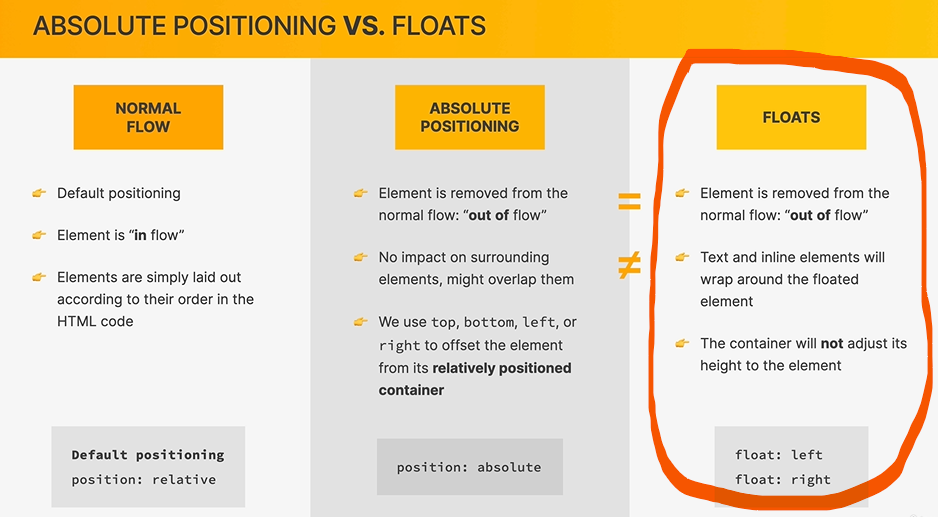 ABSOLUTE POSITIONING VS. FLOATS
NORMAL
FLOW
Default positioning
Element is “in flow”
Elements are simply laid out
according to their order in the
HTML code
Default positioning
position: relative
ABSOLUTE
POSITIONING
Element is removed from the
normal flow: “out of flow”
No impact on surrounding
elements, might overlap them
We use top, bottom, left, or
right to offset the element
from its relatively positioned
container
position: absolute
=
≠
FLOATS
Element is removed from the
normal flow: “out of flow”
Text and inline elements will
wrap around the floated
element
The container will not adjust its
height to the element
float: left
float: right